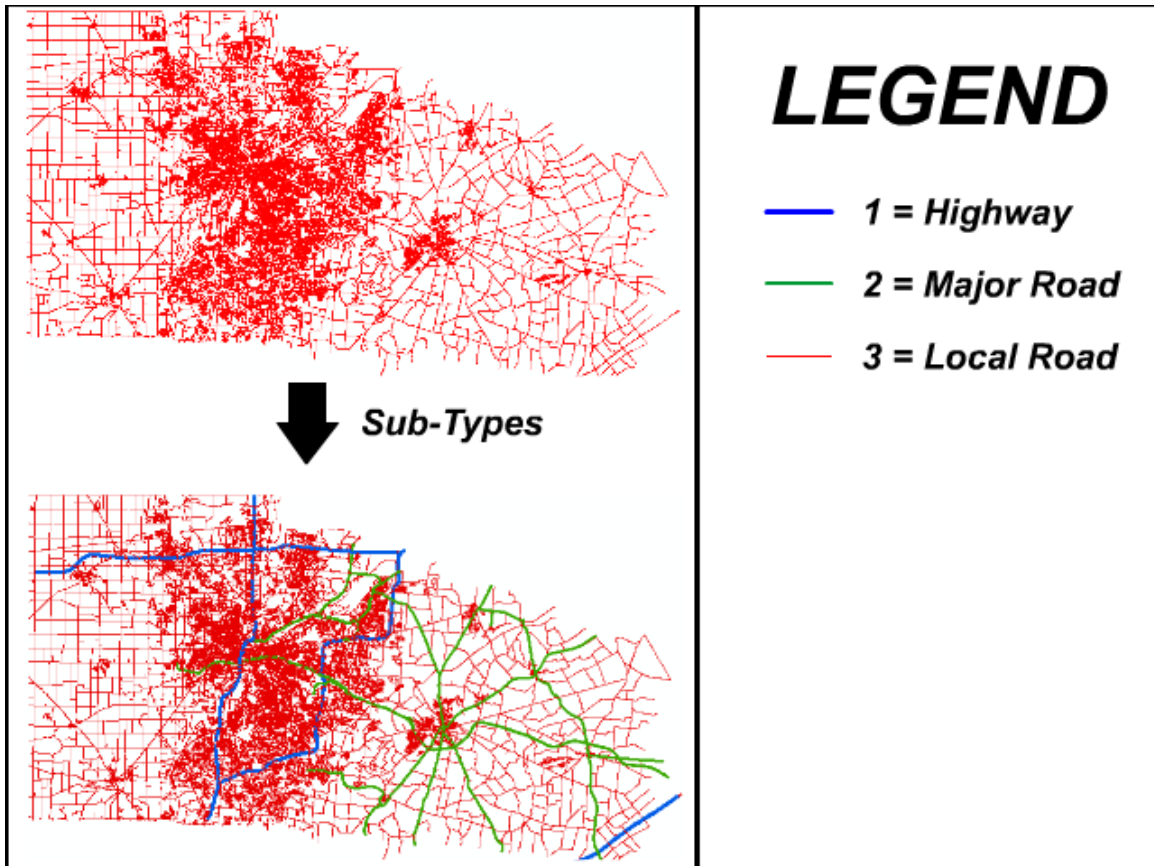 LEGEND
1 = Highway
2 = Major Road
3 = Local Road
Sub-Types